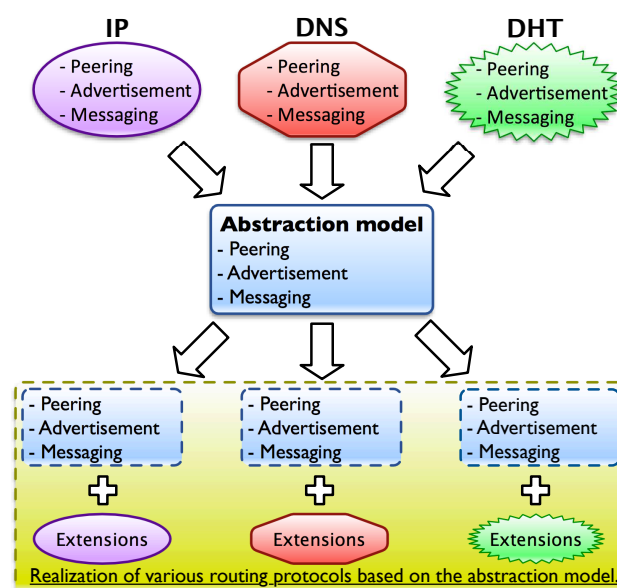 IP
DNS
DHT
- Peering
- Advertisement
- Messaging
- Peering
- Advertisement
- Messaging
- Peering
- Advertisement
- Messaging
Abstraction model
- Peering
- Advertisement
- Messaging
- Peering
- Advertisement
- Messaging
- Peering
- Advertisement
- Messaging
- Peering
- Advertisement
- Messaging
Extensions
Extensions
Extensions
Realization of various routing protocols based on the abstraction model.